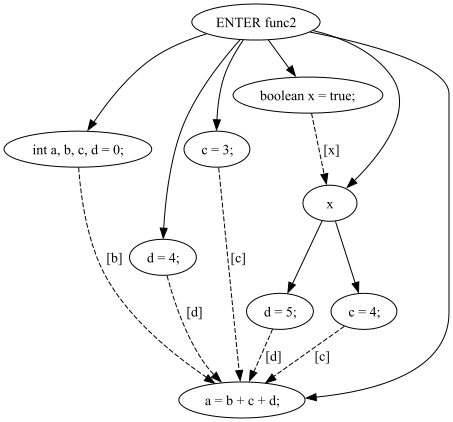 ENTER func2
boolean x = true;
int a, b, c, d = 0;
c = 3;
[x]
x
d = 4;
[b]
[c]
[d]
d = 5;
c = 4;
[d]
[c]
a = b + c + d;